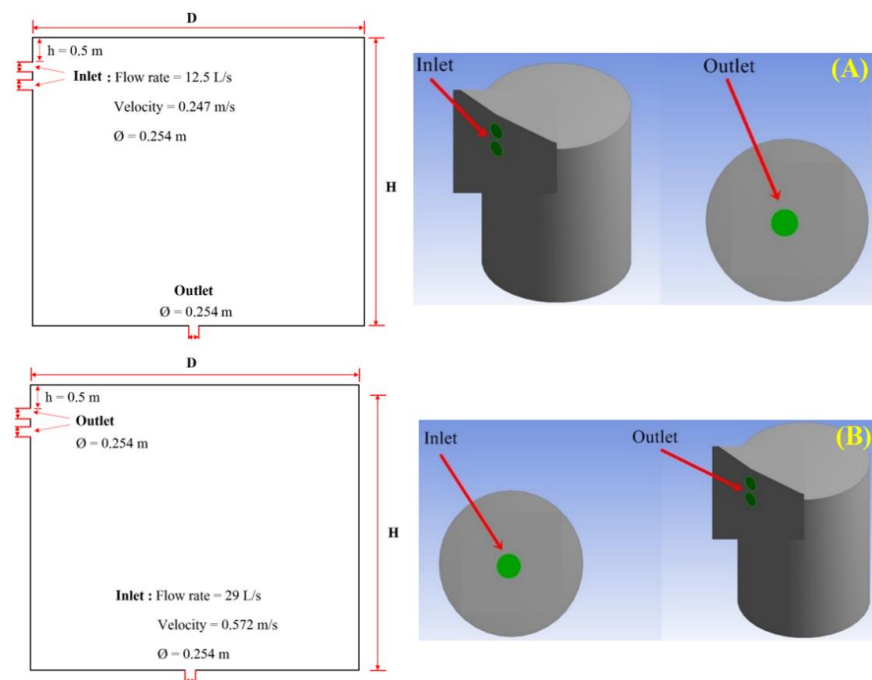 D
h = 0.5 m
Inlet : Flow rate = 12.5 L/s
Velocity = 0.247 m/s
Ø = 0.254 m
H
Outlet
Ø = 0.254 m
Inlet
Outlet
(A)
D
h = 0.5 m
Outlet
Ø = 0.254 m
H
Inlet : Flow rate = 29 L/s
Velocity = 0.572 m/s
Ø = 0.254 m
Inlet
Outlet
(B)